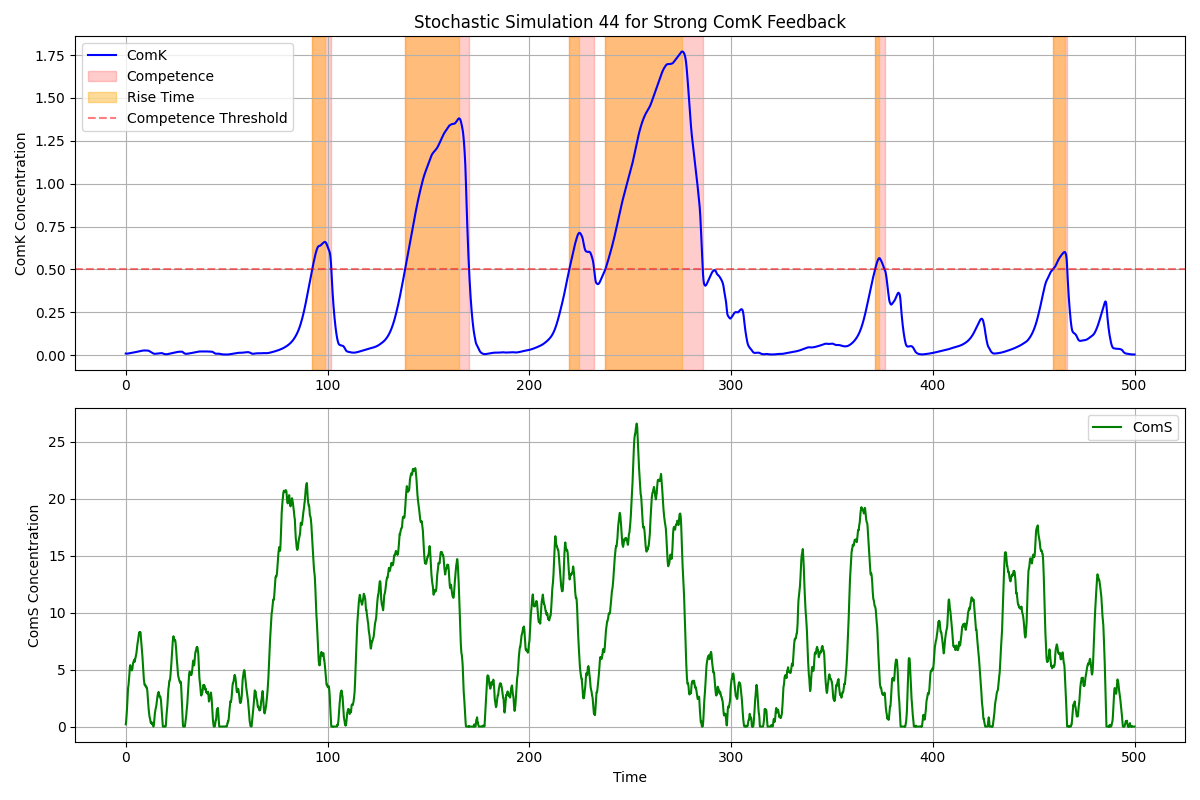 Stochastic Simulation 44 for Strong ComK Feedback
ComK Concentration
1.75
1.50
1.25
1.00
0.75
0.50
0.25
0.00
ComK
Competence
Rise Time
Competence Threshold
0 100 200 300 400 500
ComS Concentration
25
20
15
10
5
0
ComS
0 100 200 300 400 500
Time